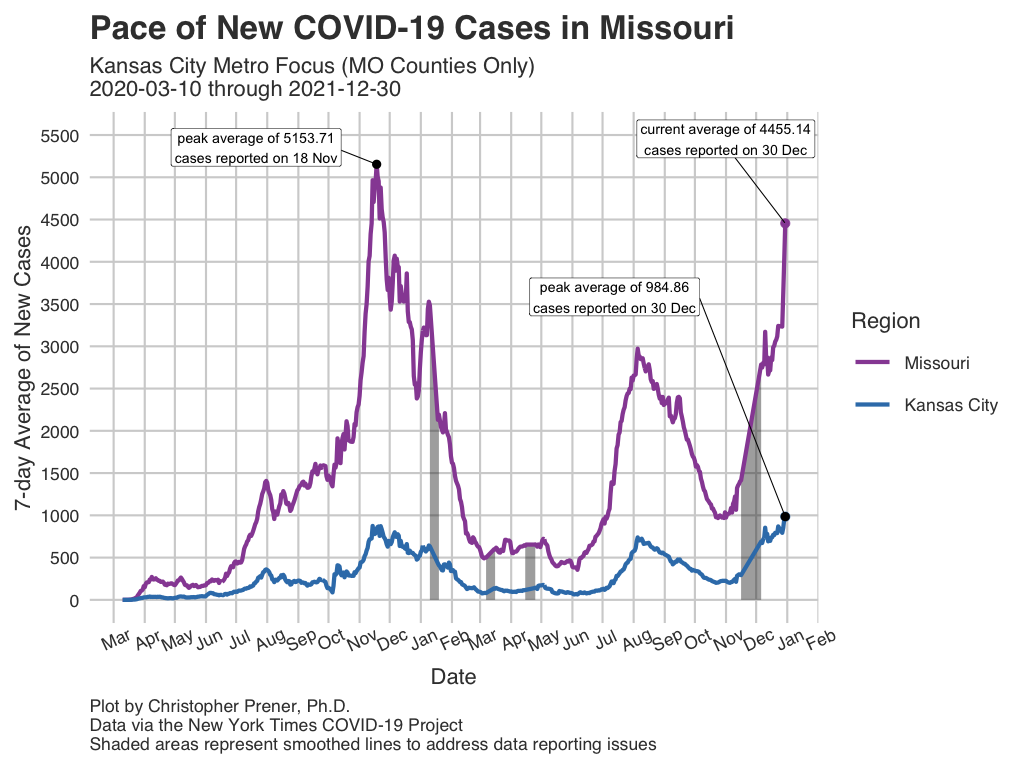 Pace of New COVID-19 Cases in Missouri
Kansas City Metro Focus (MO Counties Only)
2020-03-10 through 2021-12-30
peak average of 5153.71
cases reported on 18 Nov
current average of 4455.14
cases reported on 30 Dec
peak average of 984.86
cases reported on 30 Dec
7-day Average of New Cases
5500
5000
4500
4000
3500
3000
2500
2000
1500
1000
500
0
Mar Apr May Jun Jul Aug Sep Oct Nov Dec Jan Feb Mar Apr May Jun Jul Aug Sep Oct Nov Dec Jan Feb
Date
Region
Missouri
Kansas City
Plot by Christopher Prener, Ph.D.
Data via the New York Times COVID-19 Project
Shaded areas represent smoothed lines to address data reporting issues